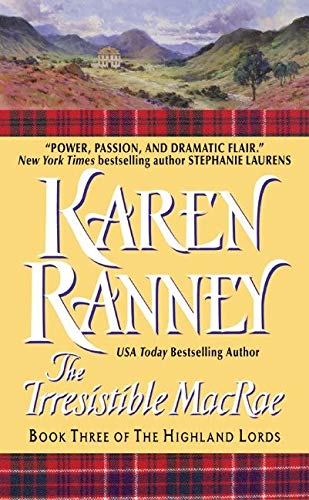 "POWER, PASSION, AND DRAMATIC FLAIR."
New York Times bestselling author STEPHANIE LAURENS
KAREN
RANNEY
USA Today Bestselling Author
The
Irresistible MacRae
BOOK THREE OF THE HIGHLAND LORDS